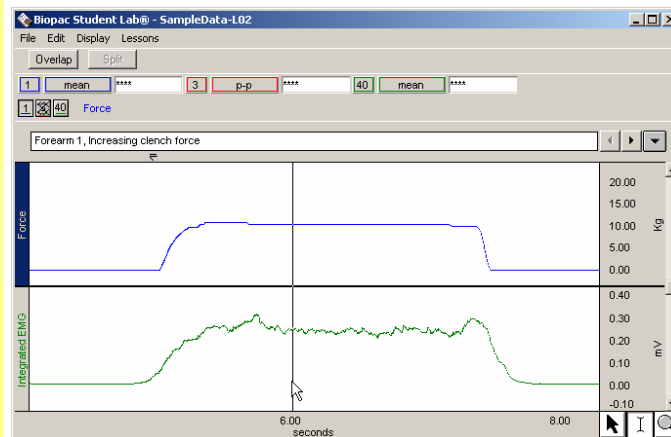 Biopac Student Lab® - SampleData-L02
File Edit Display Lessons
Overlap Split
1 mean **** 3 p-p **** 40 mean ****
1 3 40 Force
Forearm 1, Increasing clench force
Force
20.00
15.00
10.00
5.00
0.00
Kg
Integrated EMG
0.40
0.30
0.20
0.10
0.00
-0.10
mV
6.00 8.00
seconds